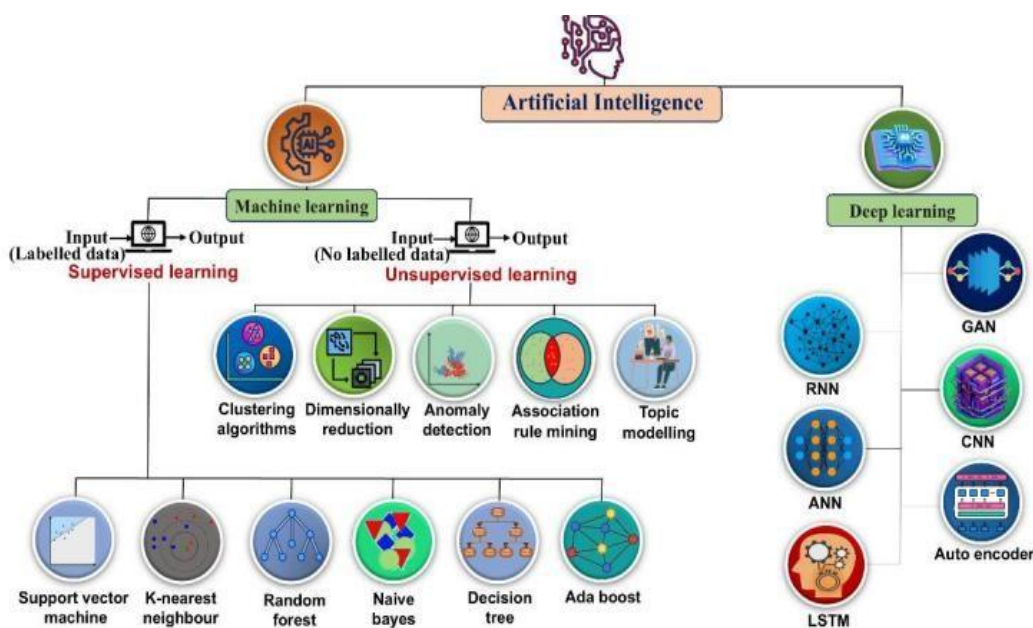 Artificial Intelligence
Machine learning
Deep learning
Input
Output
(Labelled data)
Supervised learning
Input
Output
(No labelled data)
Unsupervised learning
Clustering
algorithms
Dimensionally
reduction
Anomaly
detection
Association
rule mining
Topic
modelling
Support vector
machine
K-nearest
neighbour
Random
forest
Naive
bayes
Decision
tree
Ada boost
GAN
RNN
CNN
ANN
Auto encoder
LSTM